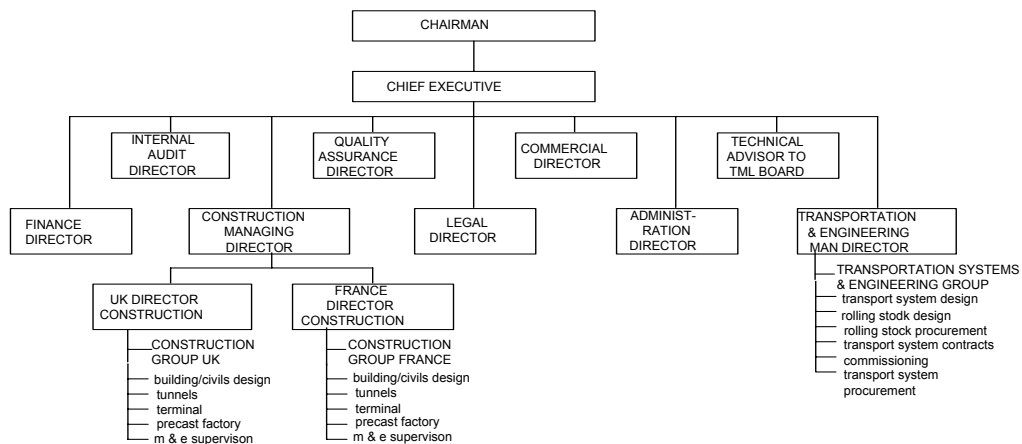 CHAIRMAN
CHIEF EXECUTIVE
INTERNAL
AUDIT
DIRECTOR
QUALITY
ASSURANCE
DIRECTOR
COMMERCIAL
DIRECTOR
TECHNICAL
ADVISOR TO
TML BOARD
FINANCE
DIRECTOR
CONSTRUCTION
MANAGING
DIRECTOR
LEGAL
DIRECTOR
ADMINIST-
RATION
DIRECTOR
TRANSPORTATION
& ENGINEERING
MAN DIRECTOR
UK DIRECTOR
CONSTRUCTION
FRANCE
DIRECTOR
CONSTRUCTION
TRANSPORTATION SYSTEMS
& ENGINEERING GROUP
transport system design
rolling stodk design
rolling stock procurement
transport system contracts
commissioning
transport system
procurement
CONSTRUCTION
GROUP UK
building/civils design
tunnels
terminal
precast factory
m & e supervison
CONSTRUCTION
GROUP FRANCE
building/civils design
tunnels
terminal
precast factory
m & e supervison